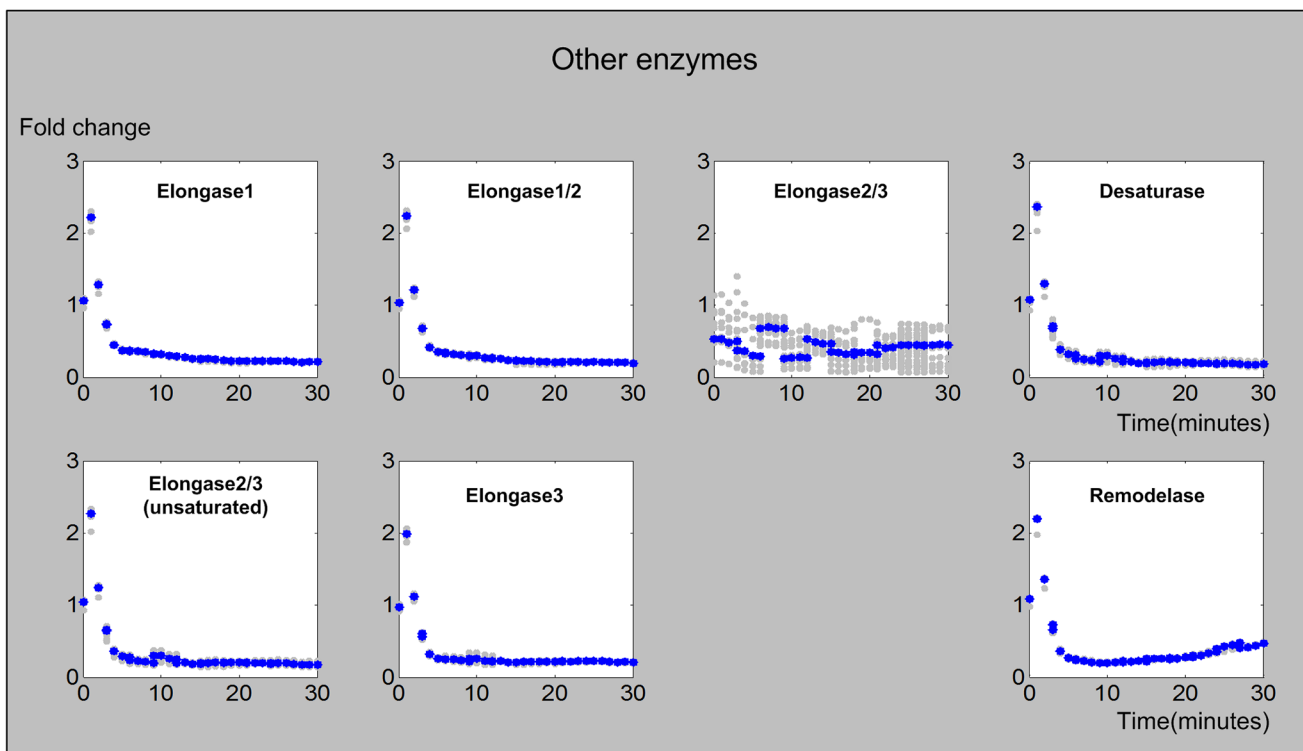 Other enzymes
Fold change
3
2
1
0
0 10 20 30
Elongase1
3
2
1
0
0 10 20 30
Elongase1/2
3
2
1
0
0 10 20 30
Elongase2/3
3
2
1
0
0 10 20 30
Desaturase
Time(minutes)
3
2
1
0
0 10 20 30
Elongase2/3
(unsaturated)
3
2
1
0
0 10 20 30
Elongase3
3
2
1
0
0 10 20 30
Remodelase
Time(minutes)